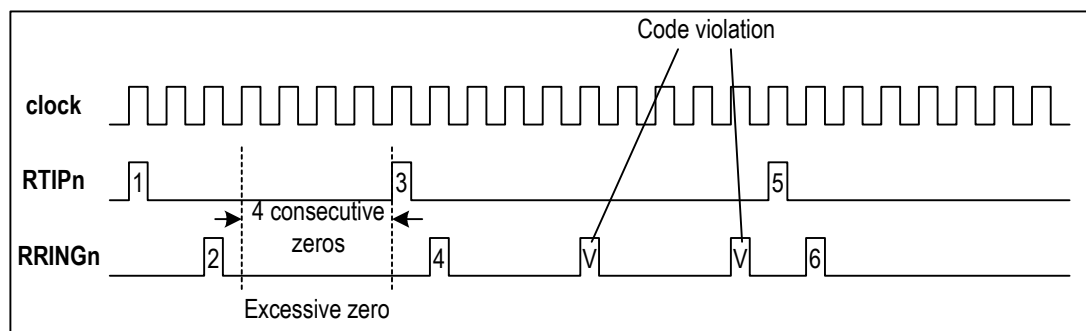 Code violation
clock
RTIPn
1
3
5
4 consecutive
zeros
RRINGn
2
4
V
V
6
Excessive zero